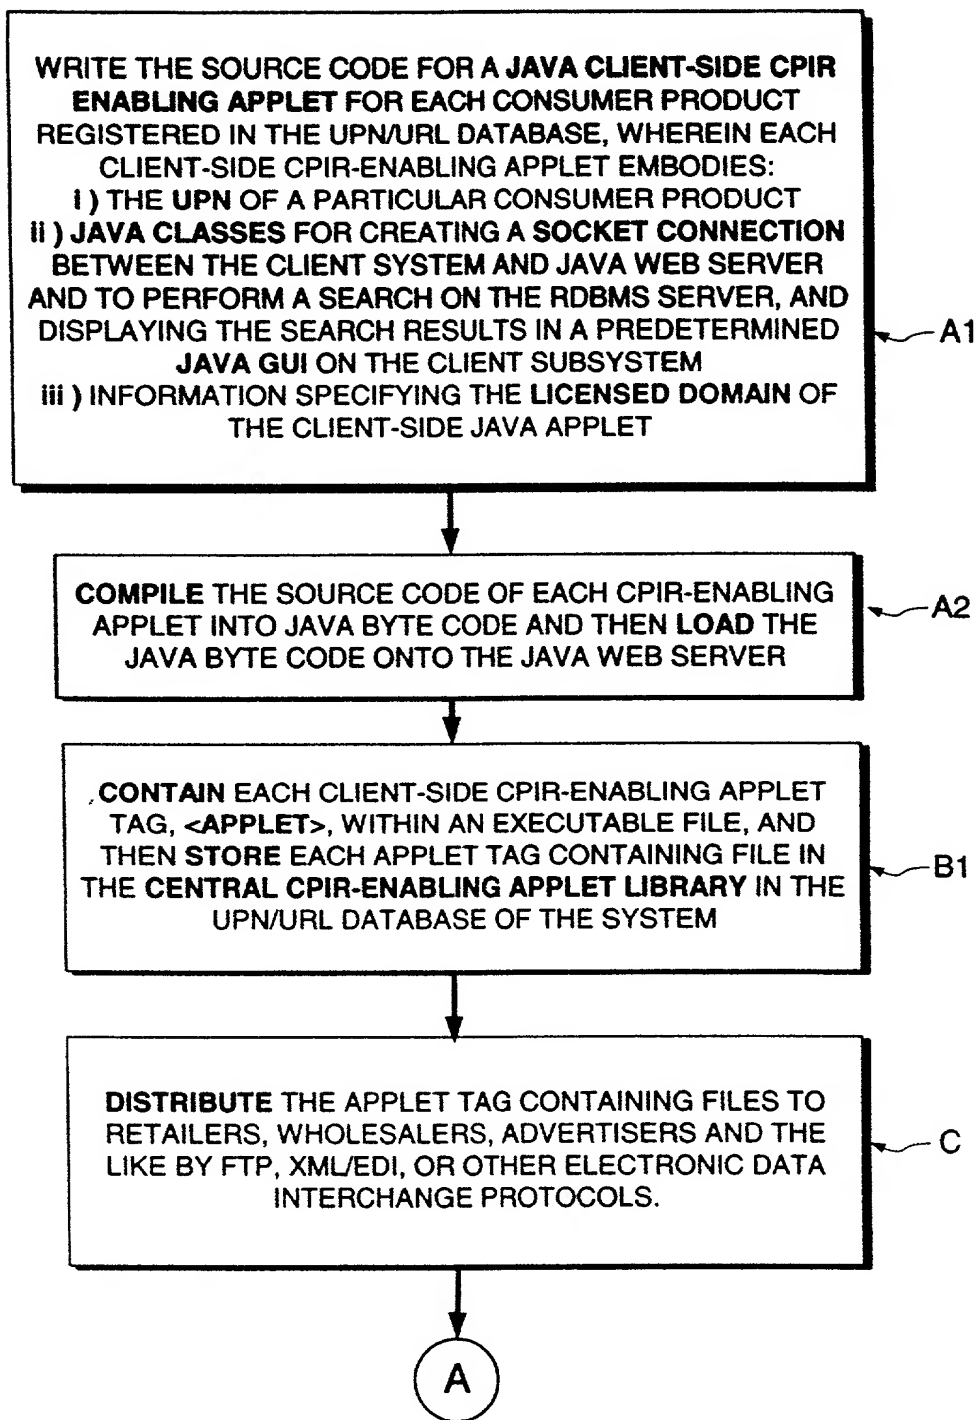 WRITE THE SOURCE CODE FOR A JAVA CLIENT-SIDE CPIR
ENABLING APPLET FOR EACH CONSUMER PRODUCT
REGISTERED IN THE UPN/URL DATABASE, WHEREIN EACH
CLIENT-SIDE CPIR-ENABLING APPLET EMBODIES:
i ) THE UPN OF A PARTICULAR CONSUMER PRODUCT
ii ) JAVA CLASSES FOR CREATING A SOCKET CONNECTION
BETWEEN THE CLIENT SYSTEM AND JAVA WEB SERVER
AND TO PERFORM A SEARCH ON THE RDBMS SERVER, AND
DISPLAYING THE SEARCH RESULTS IN A PREDETERMINED
JAVA GUI ON THE CLIENT SUBSYSTEM
iii ) INFORMATION SPECIFYING THE LICENSED DOMAIN OF
THE CLIENT-SIDE JAVA APPLET
A1
COMPILE THE SOURCE CODE OF EACH CPIR-ENABLING
APPLET INTO JAVA BYTE CODE AND THEN LOAD THE
JAVA BYTE CODE ONTO THE JAVA WEB SERVER
A2
CONTAIN EACH CLIENT-SIDE CPIR-ENABLING APPLET
TAG, <APPLET>, WITHIN AN EXECUTABLE FILE, AND
THEN STORE EACH APPLET TAG CONTAINING FILE IN
THE CENTRAL CPIR-ENABLING APPLET LIBRARY IN THE
UPN/URL DATABASE OF THE SYSTEM
B1
DISTRIBUTE THE APPLET TAG CONTAINING FILES TO
RETAILERS, WHOLESALERS, ADVERTISERS AND THE
LIKE BY FTP, XML/EDI, OR OTHER ELECTRONIC DATA
INTERCHANGE PROTOCOLS.
C
A